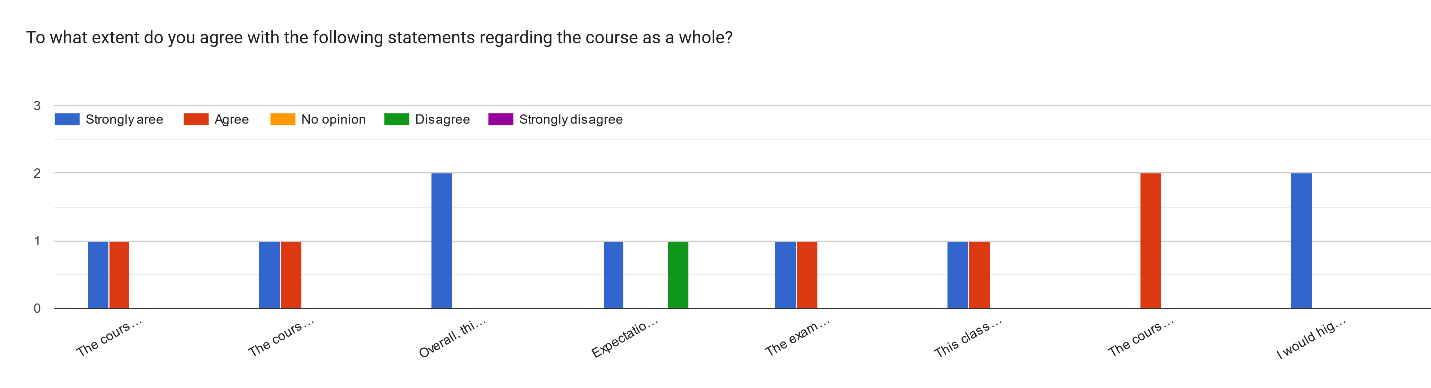 To what extent do you agree with the following statements regarding the course as a whole?
3
Strongly aree Agree No opinion Disagree Strongly disagree
2
1
0
The cours… The cours… Overall, thi… Expectatio… The exam… This class… The cours… I would hig…